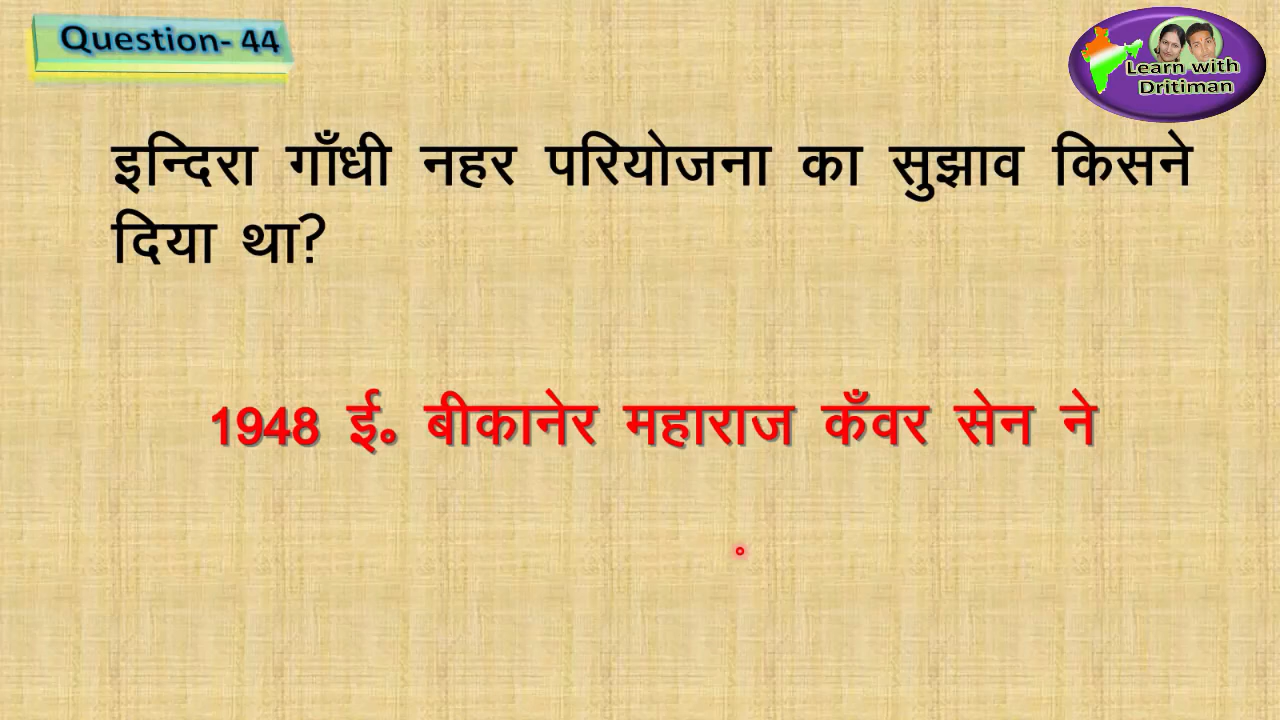 Question- 44
Learn with
Dritiman
इन्दिरा गाँधी नहर परियोजना का सुझाव किसने
दिया था?
1948 ई॰ बीकानेर महाराज कँवर सेन ने